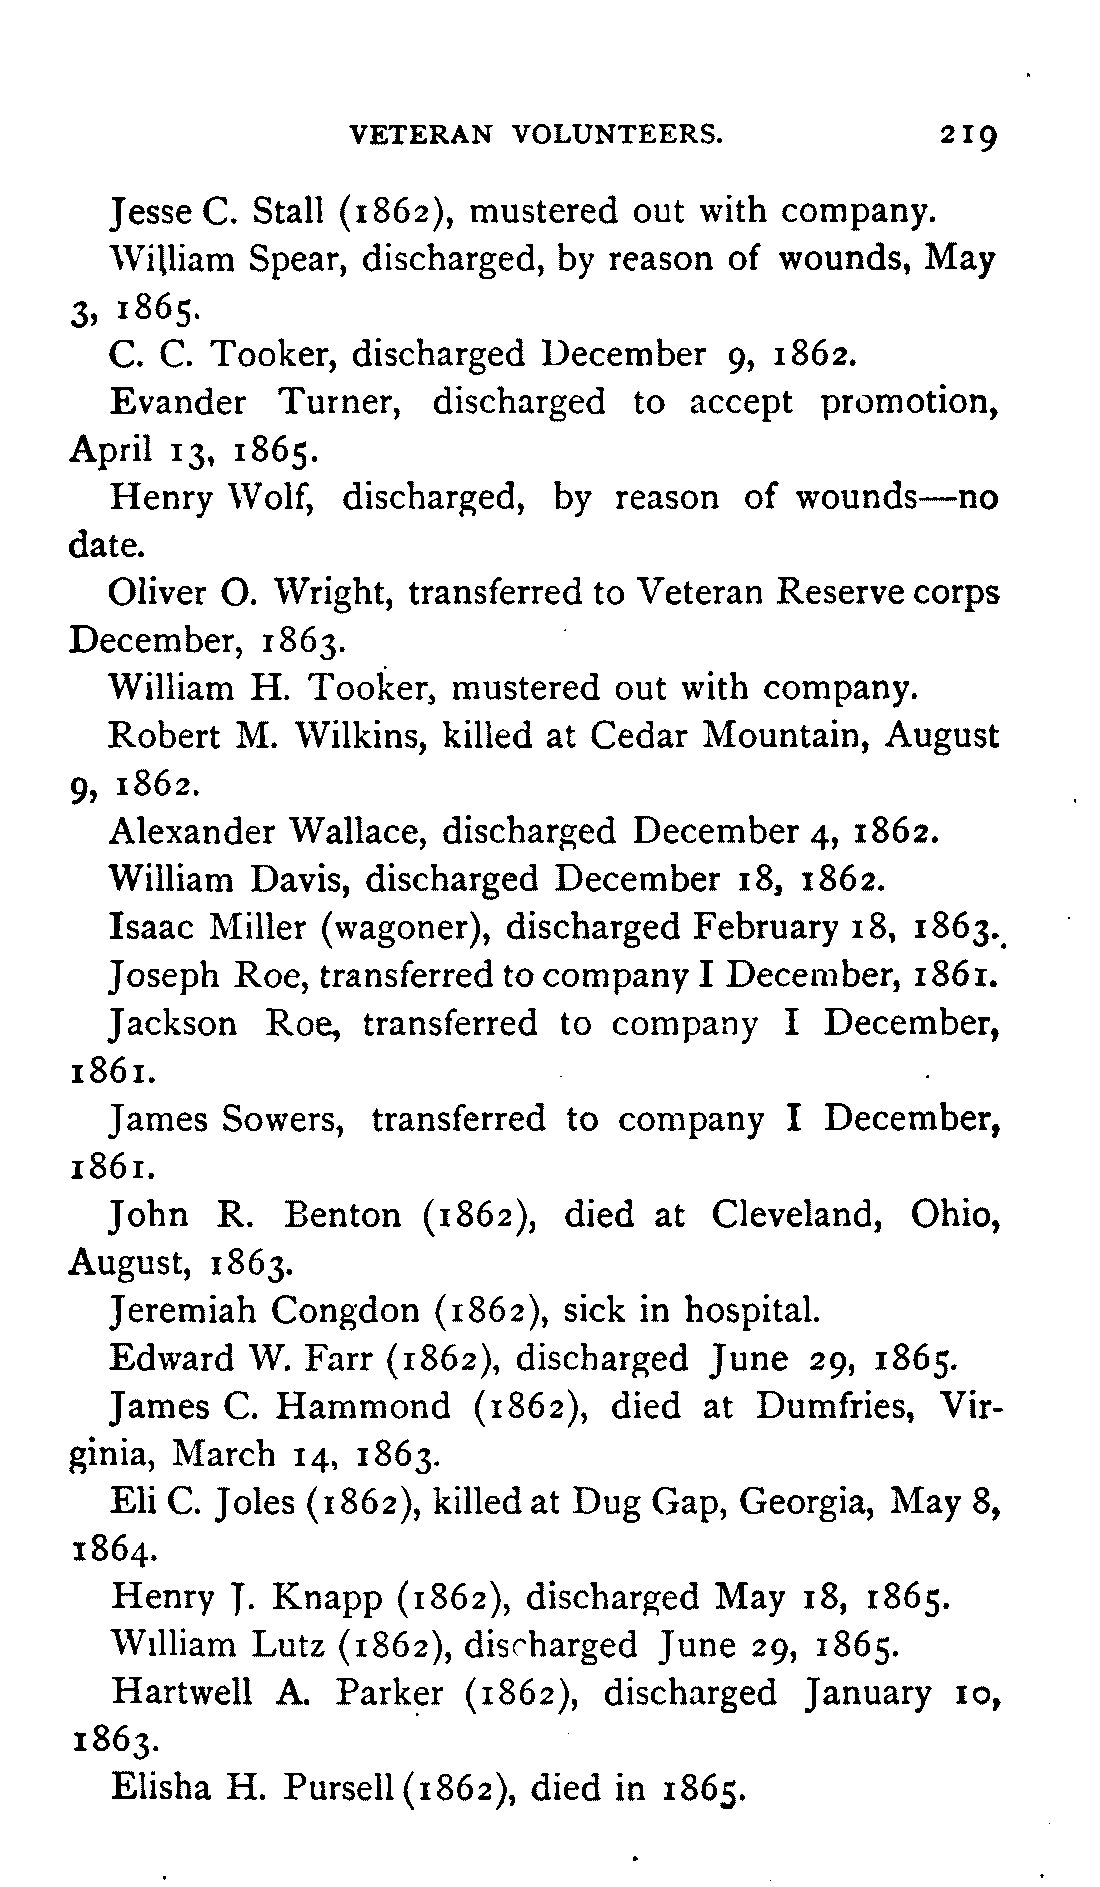 VETERAN VOLUNTEERS. 219
Jesse C. Stall (1862), mustered out with company.
William Spear, discharged, by reason of wounds, May
3, 1865.
C. C. Tooker, discharged December 9, 1862.
Evander Turner, discharged to accept promotion,
April 13, 1865.
Henry Wolf, discharged, by reason of wounds—no
date.
Oliver O. Wright, transferred to Veteran Reserve corps
December, 1863.
William H. Tooker, mustered out with company.
Robert M. Wilkins, killed at Cedar Mountain, August
9, 1862.
Alexander Wallace, discharged December 4, 1862.
William Davis, discharged December 18, 1862.
Isaac Miller (wagoner), discharged February 18, 1863.
Joseph Roe, transferred to company I December, 1861.
Jackson Roe, transferred to company I December,
1861.
James Sowers, transferred to company I December,
1861.
John R. Benton (1862), died at Cleveland, Ohio,
August, 1863.
Jeremiah Congdon (1862), sick in hospital.
Edward W. Farr (1862), discharged June 29, 1865.
James C. Hammond (1862), died at Dumfries, Vir-
ginia, March 14, 1863.
Eli C. Joles (1862), killed at Dug Gap, Georgia, May 8,
1864.
Henry J. Knapp (1862), discharged May 18, 1865.
William Lutz (1862), discharged June 29, 1865.
Hartwell A. Parker (1862), discharged January 10,
1863.
Elisha H. Pursell (1862), died in 1865.